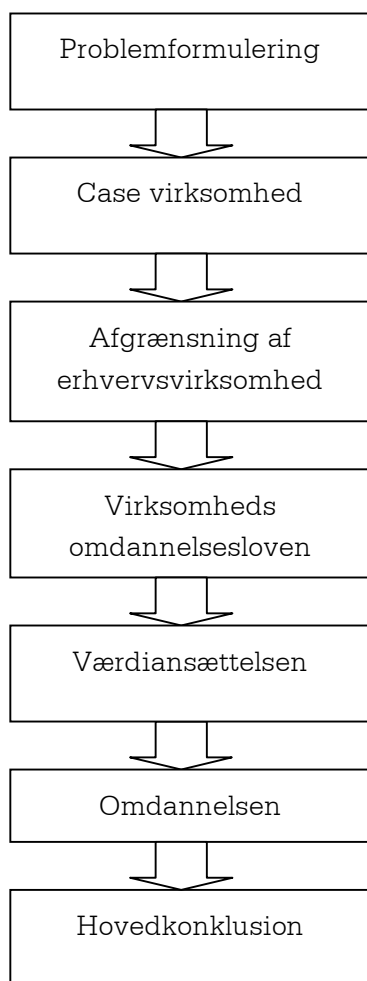 Problemformulering
Case virksomhed
Afgrænsning af
erhvervsvirksomhed
Virksomheds
omdannelsesloven
Værdiansættelsen
Omdannelsen
Hovedkonklusion